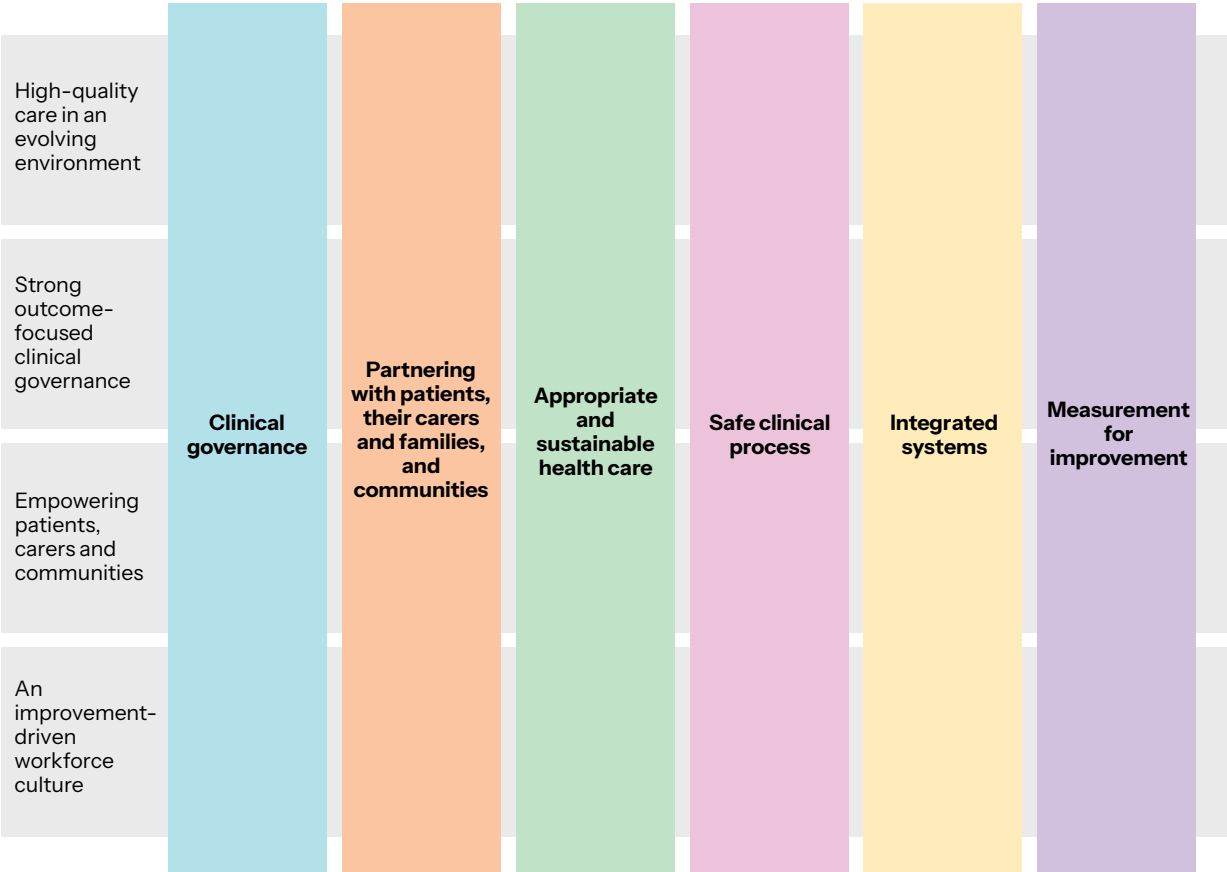 High-quality
care in an
evolving
environment
Strong
outcome-
focused
clinical
governance
Empowering
patients,
carers and
communities
An
improvement-
driven
workforce
culture
Clinical
governance
Partnering
with patients,
their carers
and families,
and
communities
Appropriate
and
sustainable
health care
Safe clinical
process
Integrated
systems
Measurement
for
improvement